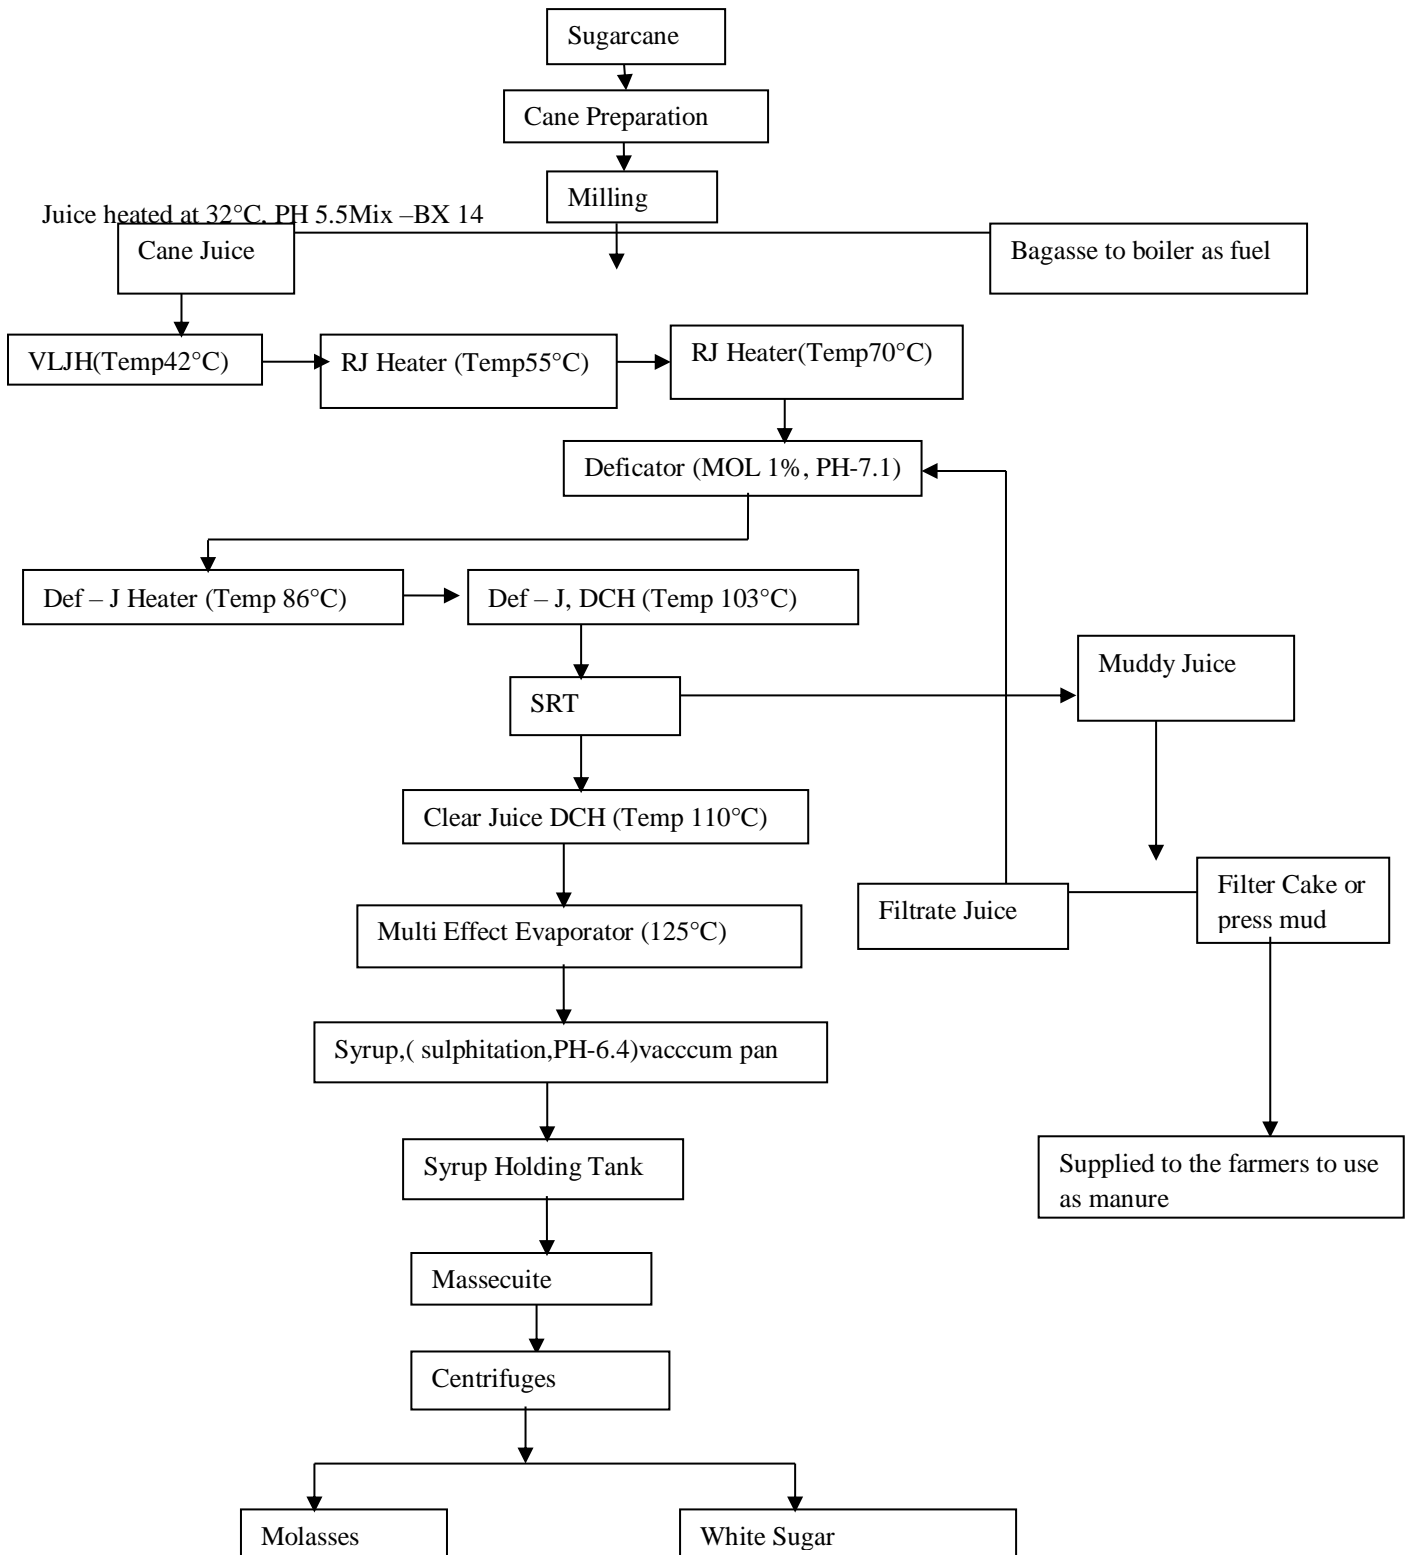 Sugarcane
Cane Preparation
Milling
Juice heated at 32°C. PH 5.5Mix –BX 14
Cane Juice
Bagasse to boiler as fuel
VLJH(Temp42°C)
RJ Heater (Temp55°C)
RJ Heater(Temp70°C)
Deficator (MOL 1%, PH-7.1)
Def – J Heater (Temp 86°C)
Def – J, DCH (Temp 103°C)
Muddy Juice
SRT
Clear Juice DCH (Temp 110°C)
Filter Cake or
press mud
Filtrate Juice
Multi Effect Evaporator (125°C)
Syrup,( sulphitation,PH-6.4)vacccum pan
Syrup Holding Tank
Supplied to the farmers to use
as manure
Massecuite
Centrifuges
Molasses
White Sugar